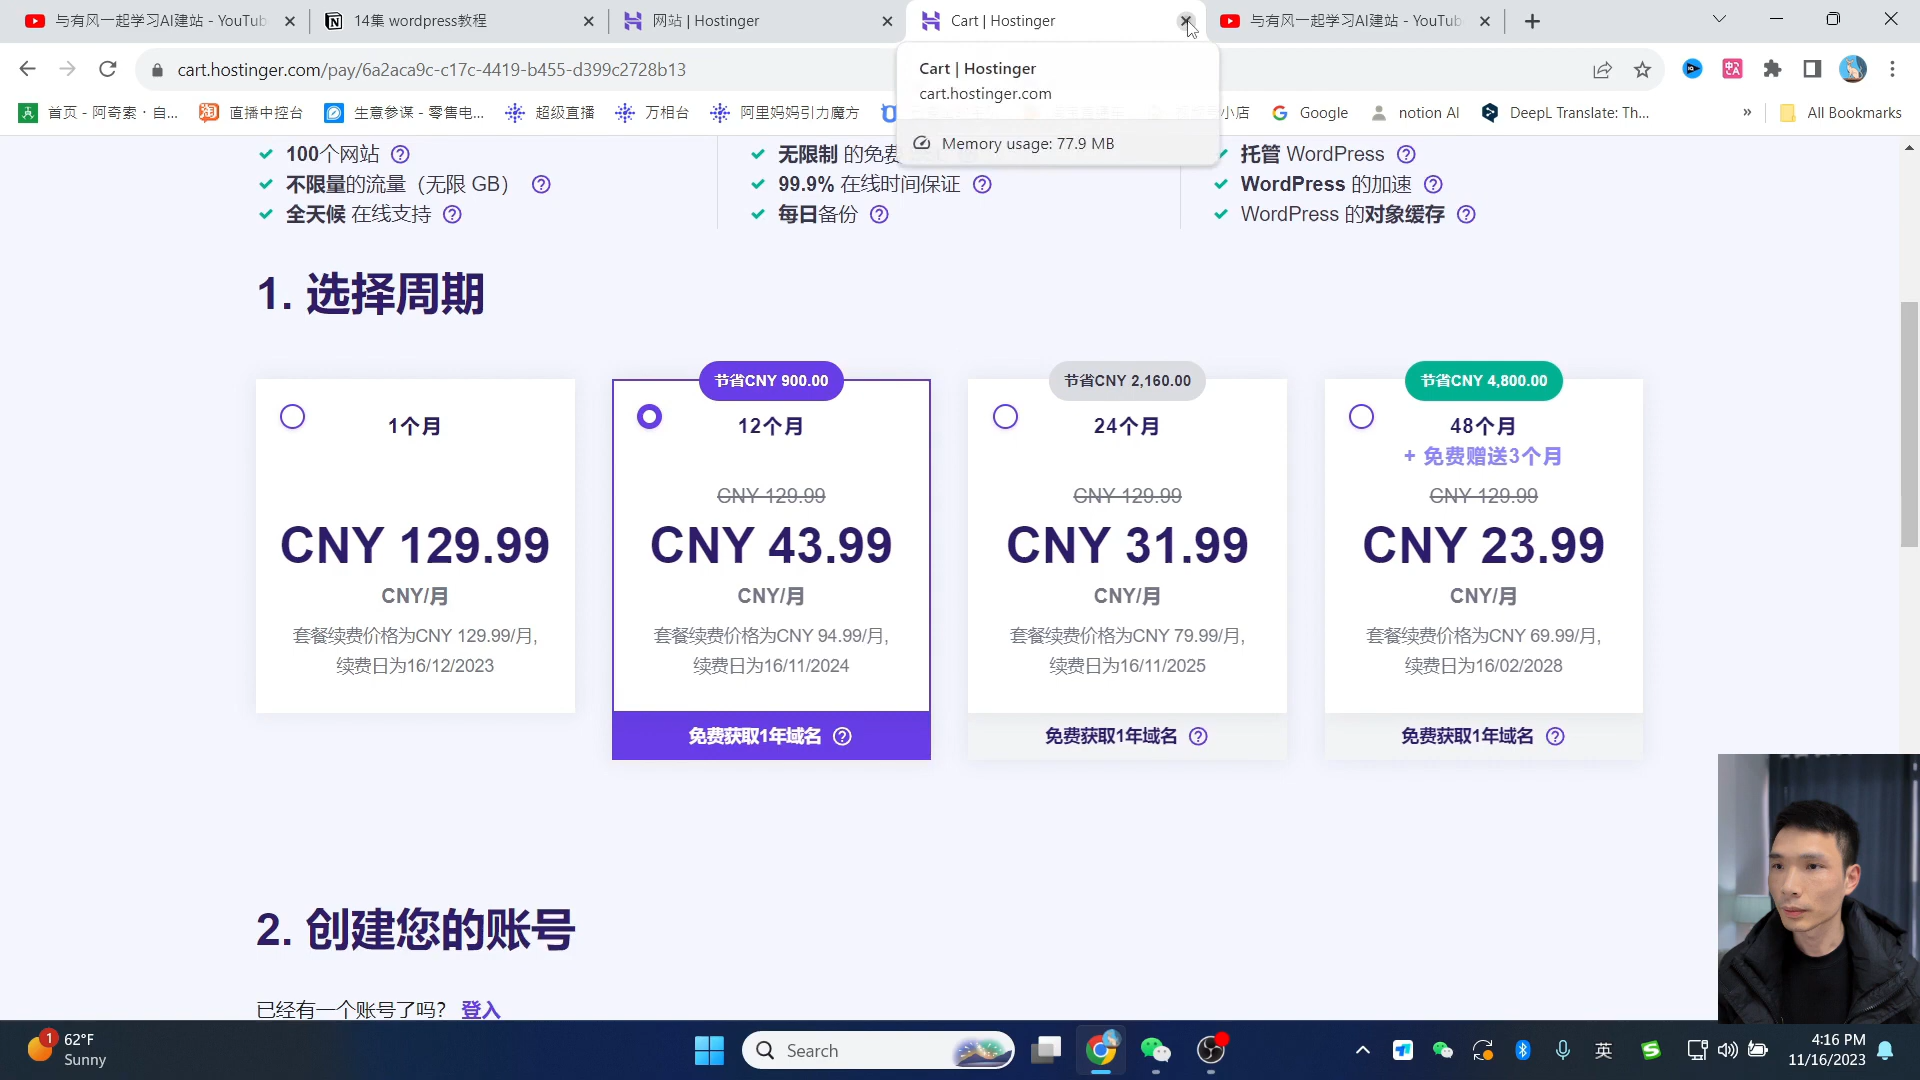 与有风一起学习AI建站 - YouTub
14集 wordpress教程
网站 | Hostinger
Cart | Hostinger
与有风一起学习AI建站 - YouTub
cart.hostinger.com/pay/6a2aca9c-c17c-4419-b455-d399c2728b13
Cart | Hostinger
cart.hostinger.com
Memory usage: 77.9 MB
首页 - 阿奇索 · 自...
直播中控台
生意参谋 - 零售电...
超级直播
万相台
阿里妈妈引力魔方
小店
Google
notion AI
DeepL Translate: Th...
»
All Bookmarks
100个网站
无限制 的免费
托管 WordPress
不限量的流量（无限 GB）
99.9% 在线时间保证
WordPress 的加速
全天候 在线支持
每日备份
WordPress 的对象缓存
1. 选择周期
1个月
CNY 129.99
CNY/月
套餐续费价格为CNY 129.99/月,
续费日为16/12/2023
节省CNY 900.00
12个月
CNY 129.99
CNY 43.99
CNY/月
套餐续费价格为CNY 94.99/月,
续费日为16/11/2024
免费获取1年域名
节省CNY 2,160.00
24个月
CNY 129.99
CNY 31.99
CNY/月
套餐续费价格为CNY 79.99/月,
续费日为16/11/2025
免费获取1年域名
节省CNY 4,800.00
48个月
+ 免费赠送3个月
CNY 129.99
CNY 23.99
CNY/月
套餐续费价格为CNY 69.99/月,
续费日为16/02/2028
免费获取1年域名
2. 创建您的账号
已经有一个账号了吗? 登入
1
62°F
Sunny
Search
英
4:16 PM
11/16/2023